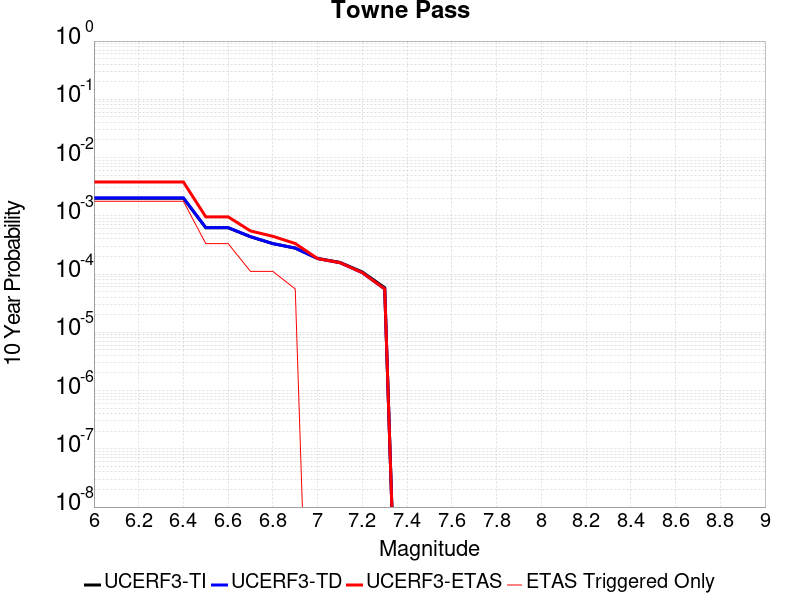 Towne Pass
10^0
10^-1
10^-2
10^-3
10^-4
10^-5
10^-6
10^-7
10^-8
10 Year Probability
6 6.2 6.4 6.6 6.8 7 7.2 7.4 7.6 7.8 8 8.2 8.4 8.6 8.8 9
Magnitude
UCERF3-TI UCERF3-TD UCERF3-ETAS ETAS Triggered Only